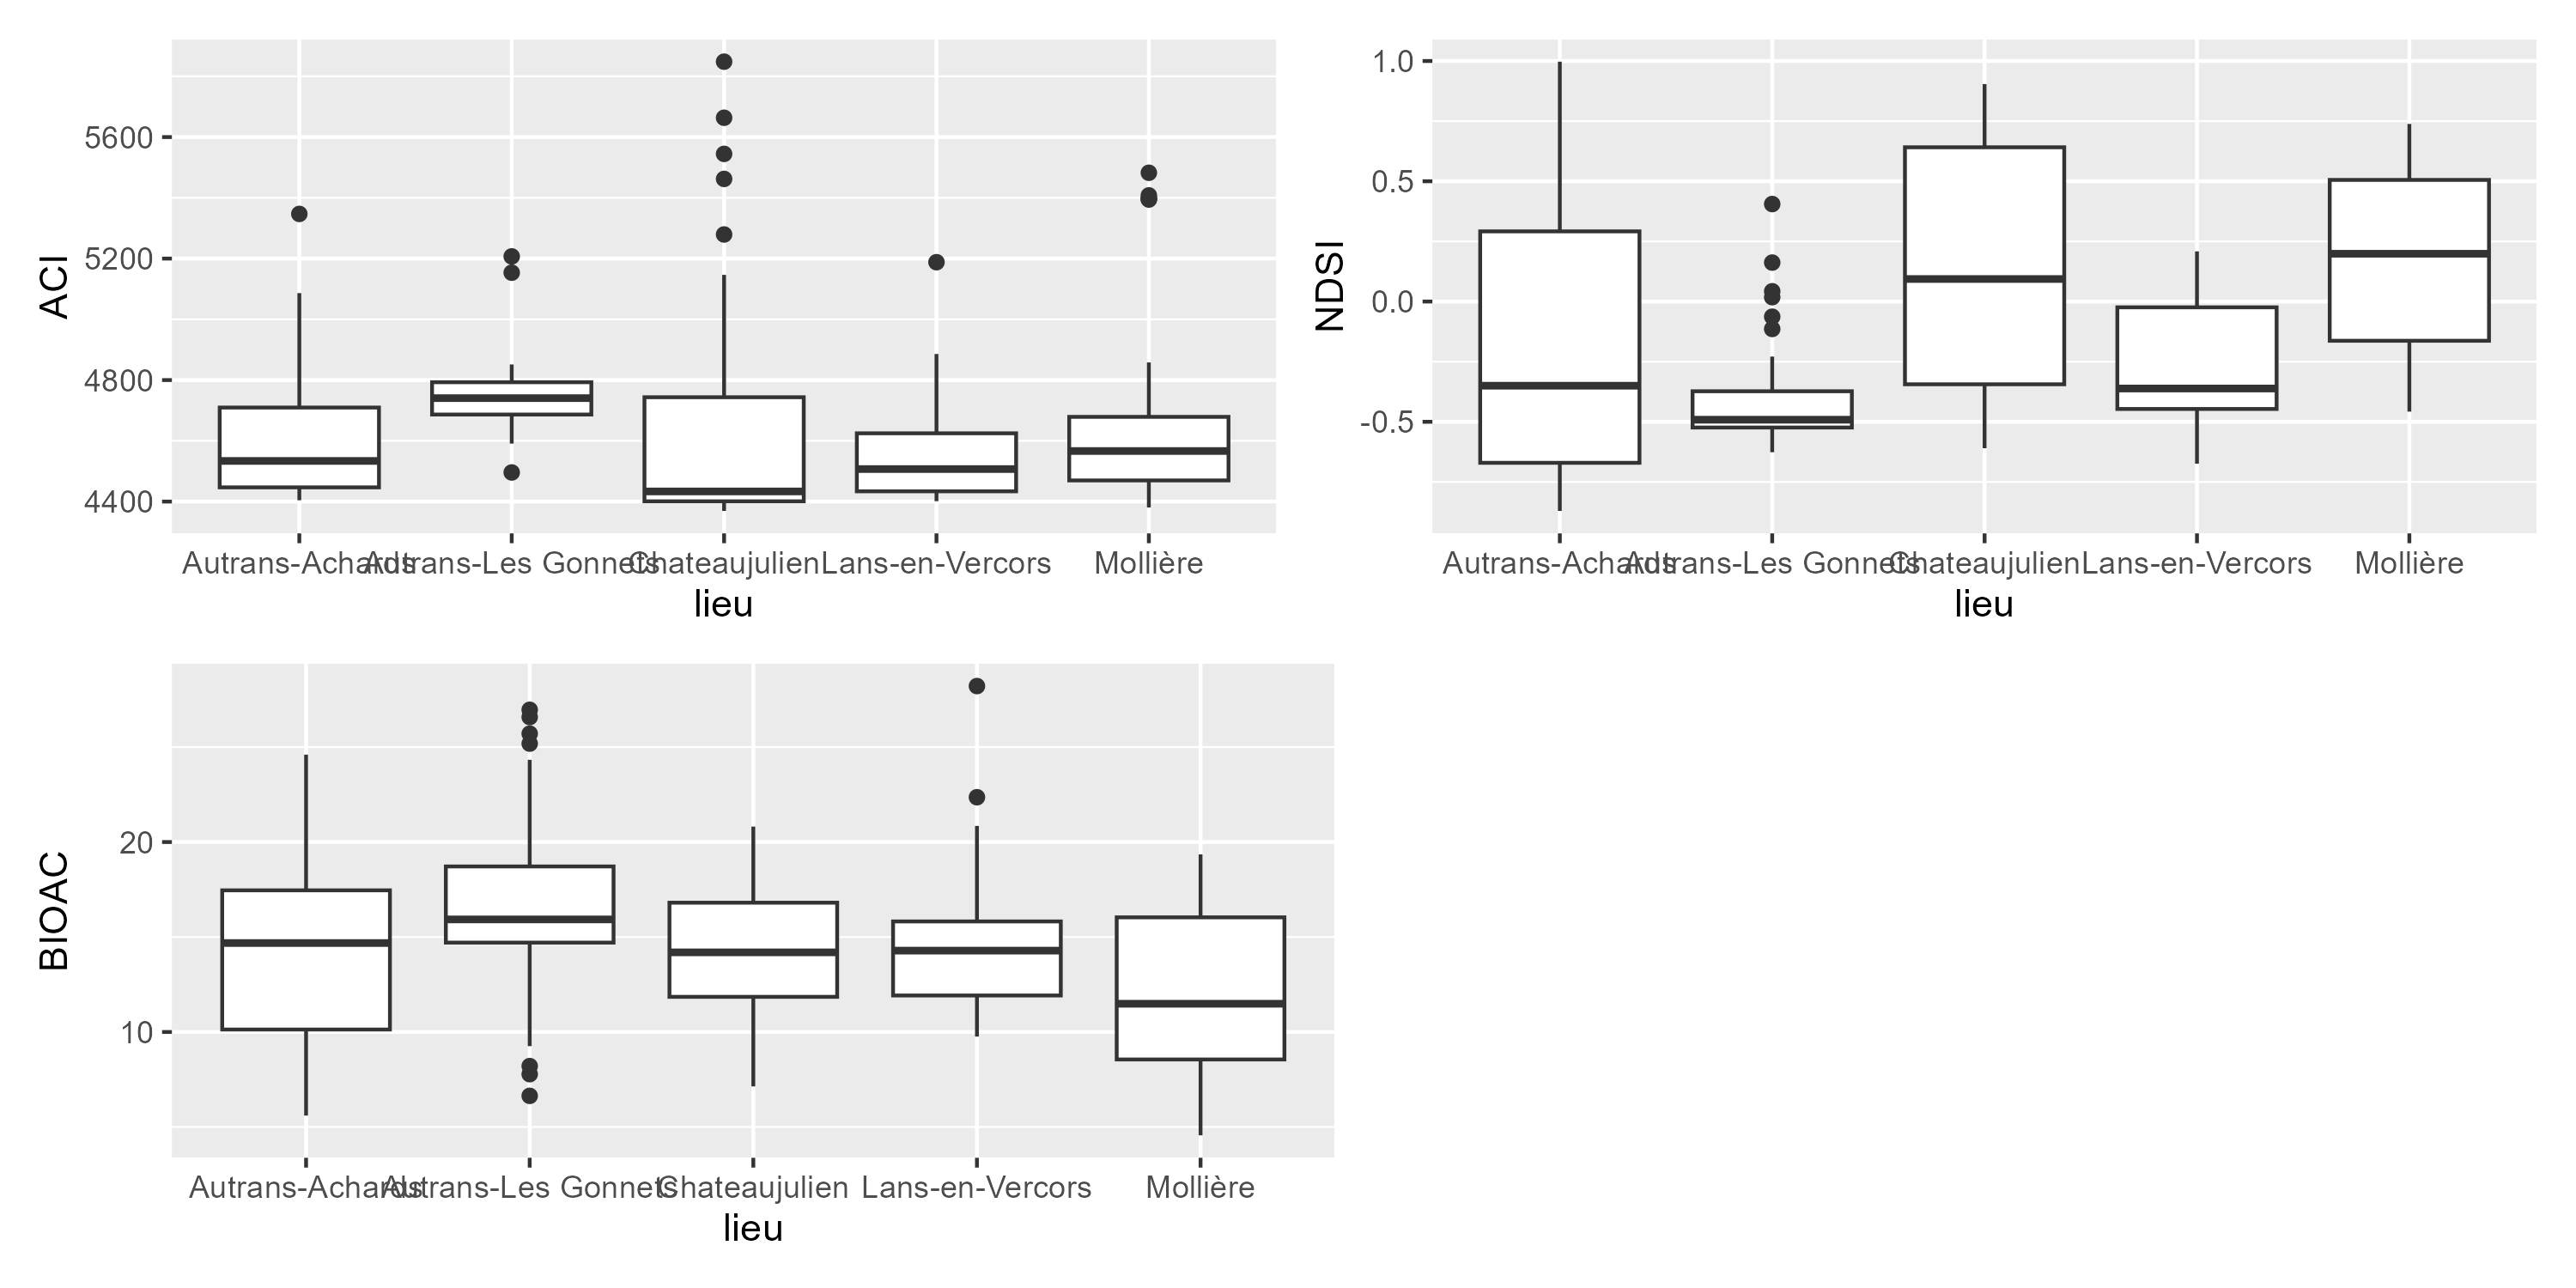 ACI
5600
5200
4800
4400
Autrans-Achards Autrans-Les Gonnets Chateaujulien Lans-en-Vercors Mollière
lieu
NDSI
1.0
0.5
0.0
-0.5
Autrans-Achards Autrans-Les Gonnets Chateaujulien Lans-en-Vercors Mollière
lieu
BIOAC
20
10
Autrans-Achards Autrans-Les Gonnets Chateaujulien Lans-en-Vercors Mollière
lieu